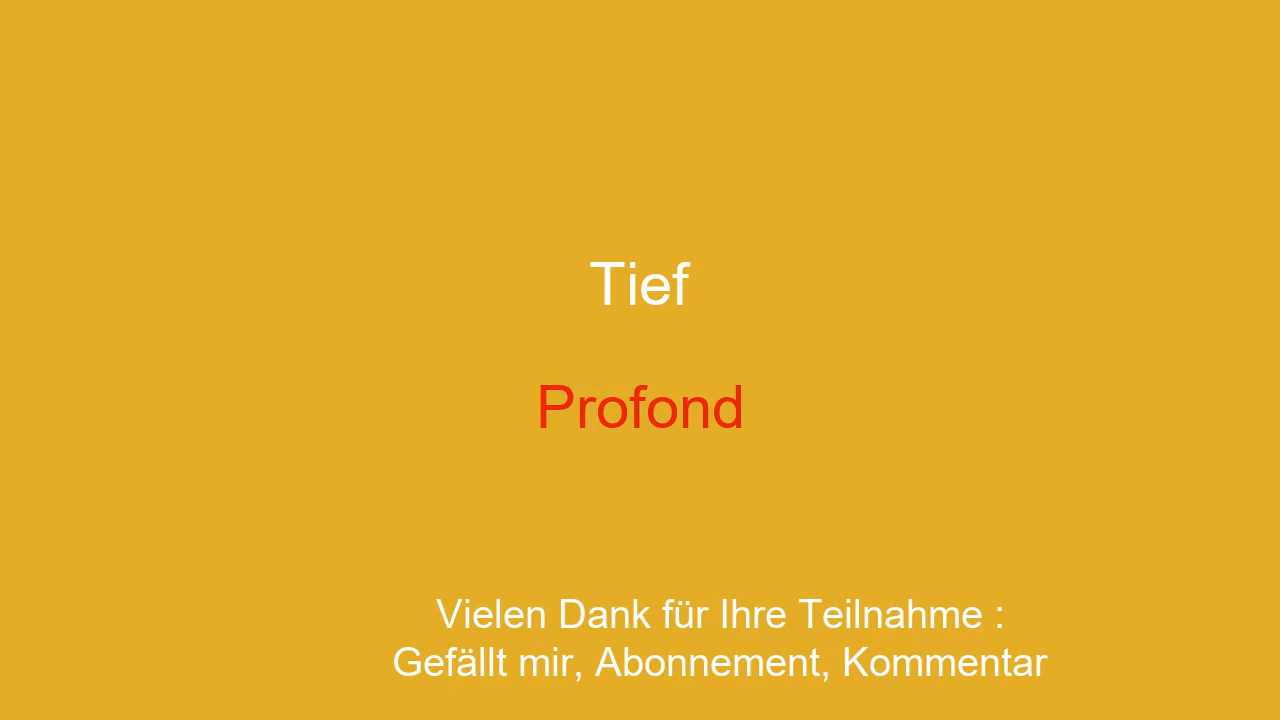 Tief
Profond
Vielen Dank für Ihre Teilnahme :
Gefällt mir, Abonnement, Kommentar